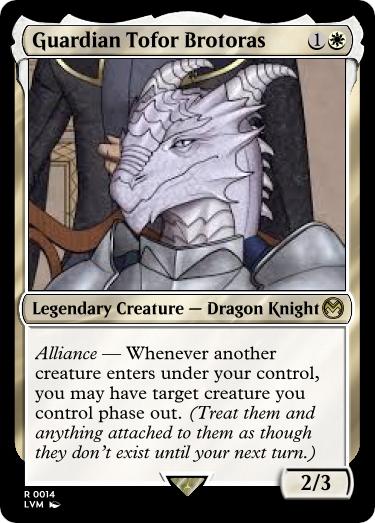 Guardian Tofor Brotoras 1
Legendary Creature — Dragon Knight
Alliance — Whenever another
creature enters under your control,
you may have target creature you
control phase out. (Treat them and
anything attached to them as though
they don't exist until your next turn.)
2/3
R 0014
LVM